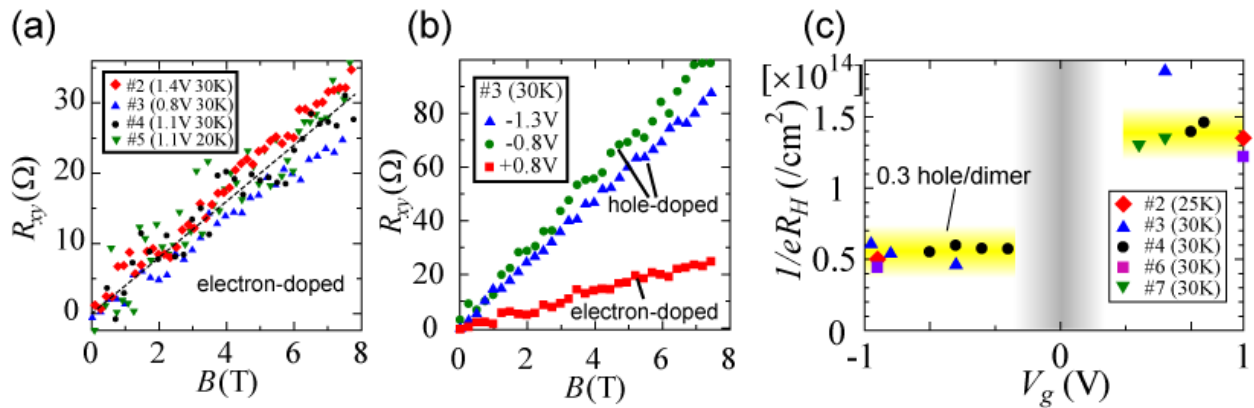 (a)
#2 (1.4V 30K)
#3 (0.8V 30K)
#4 (1.1V 30K)
#5 (1.1V 20K)
electron-doped
Rxy(Ω)
30
20
10
0
0 2 4 6 8
B(T)
(b)
#3 (30K)
-1.3V
-0.8V
+0.8V
hole-doped
electron-doped
Rxy(Ω)
80
60
40
20
0
0 2 4 6 8
B(T)
(c)
[×10^14]
0.3 hole/dimer
#2 (25K)
#3 (30K)
#4 (30K)
#6 (30K)
#7 (30K)
1/eRH (/cm^2)
1.5
1
0.5
0
-1 0 1
Vg (V)